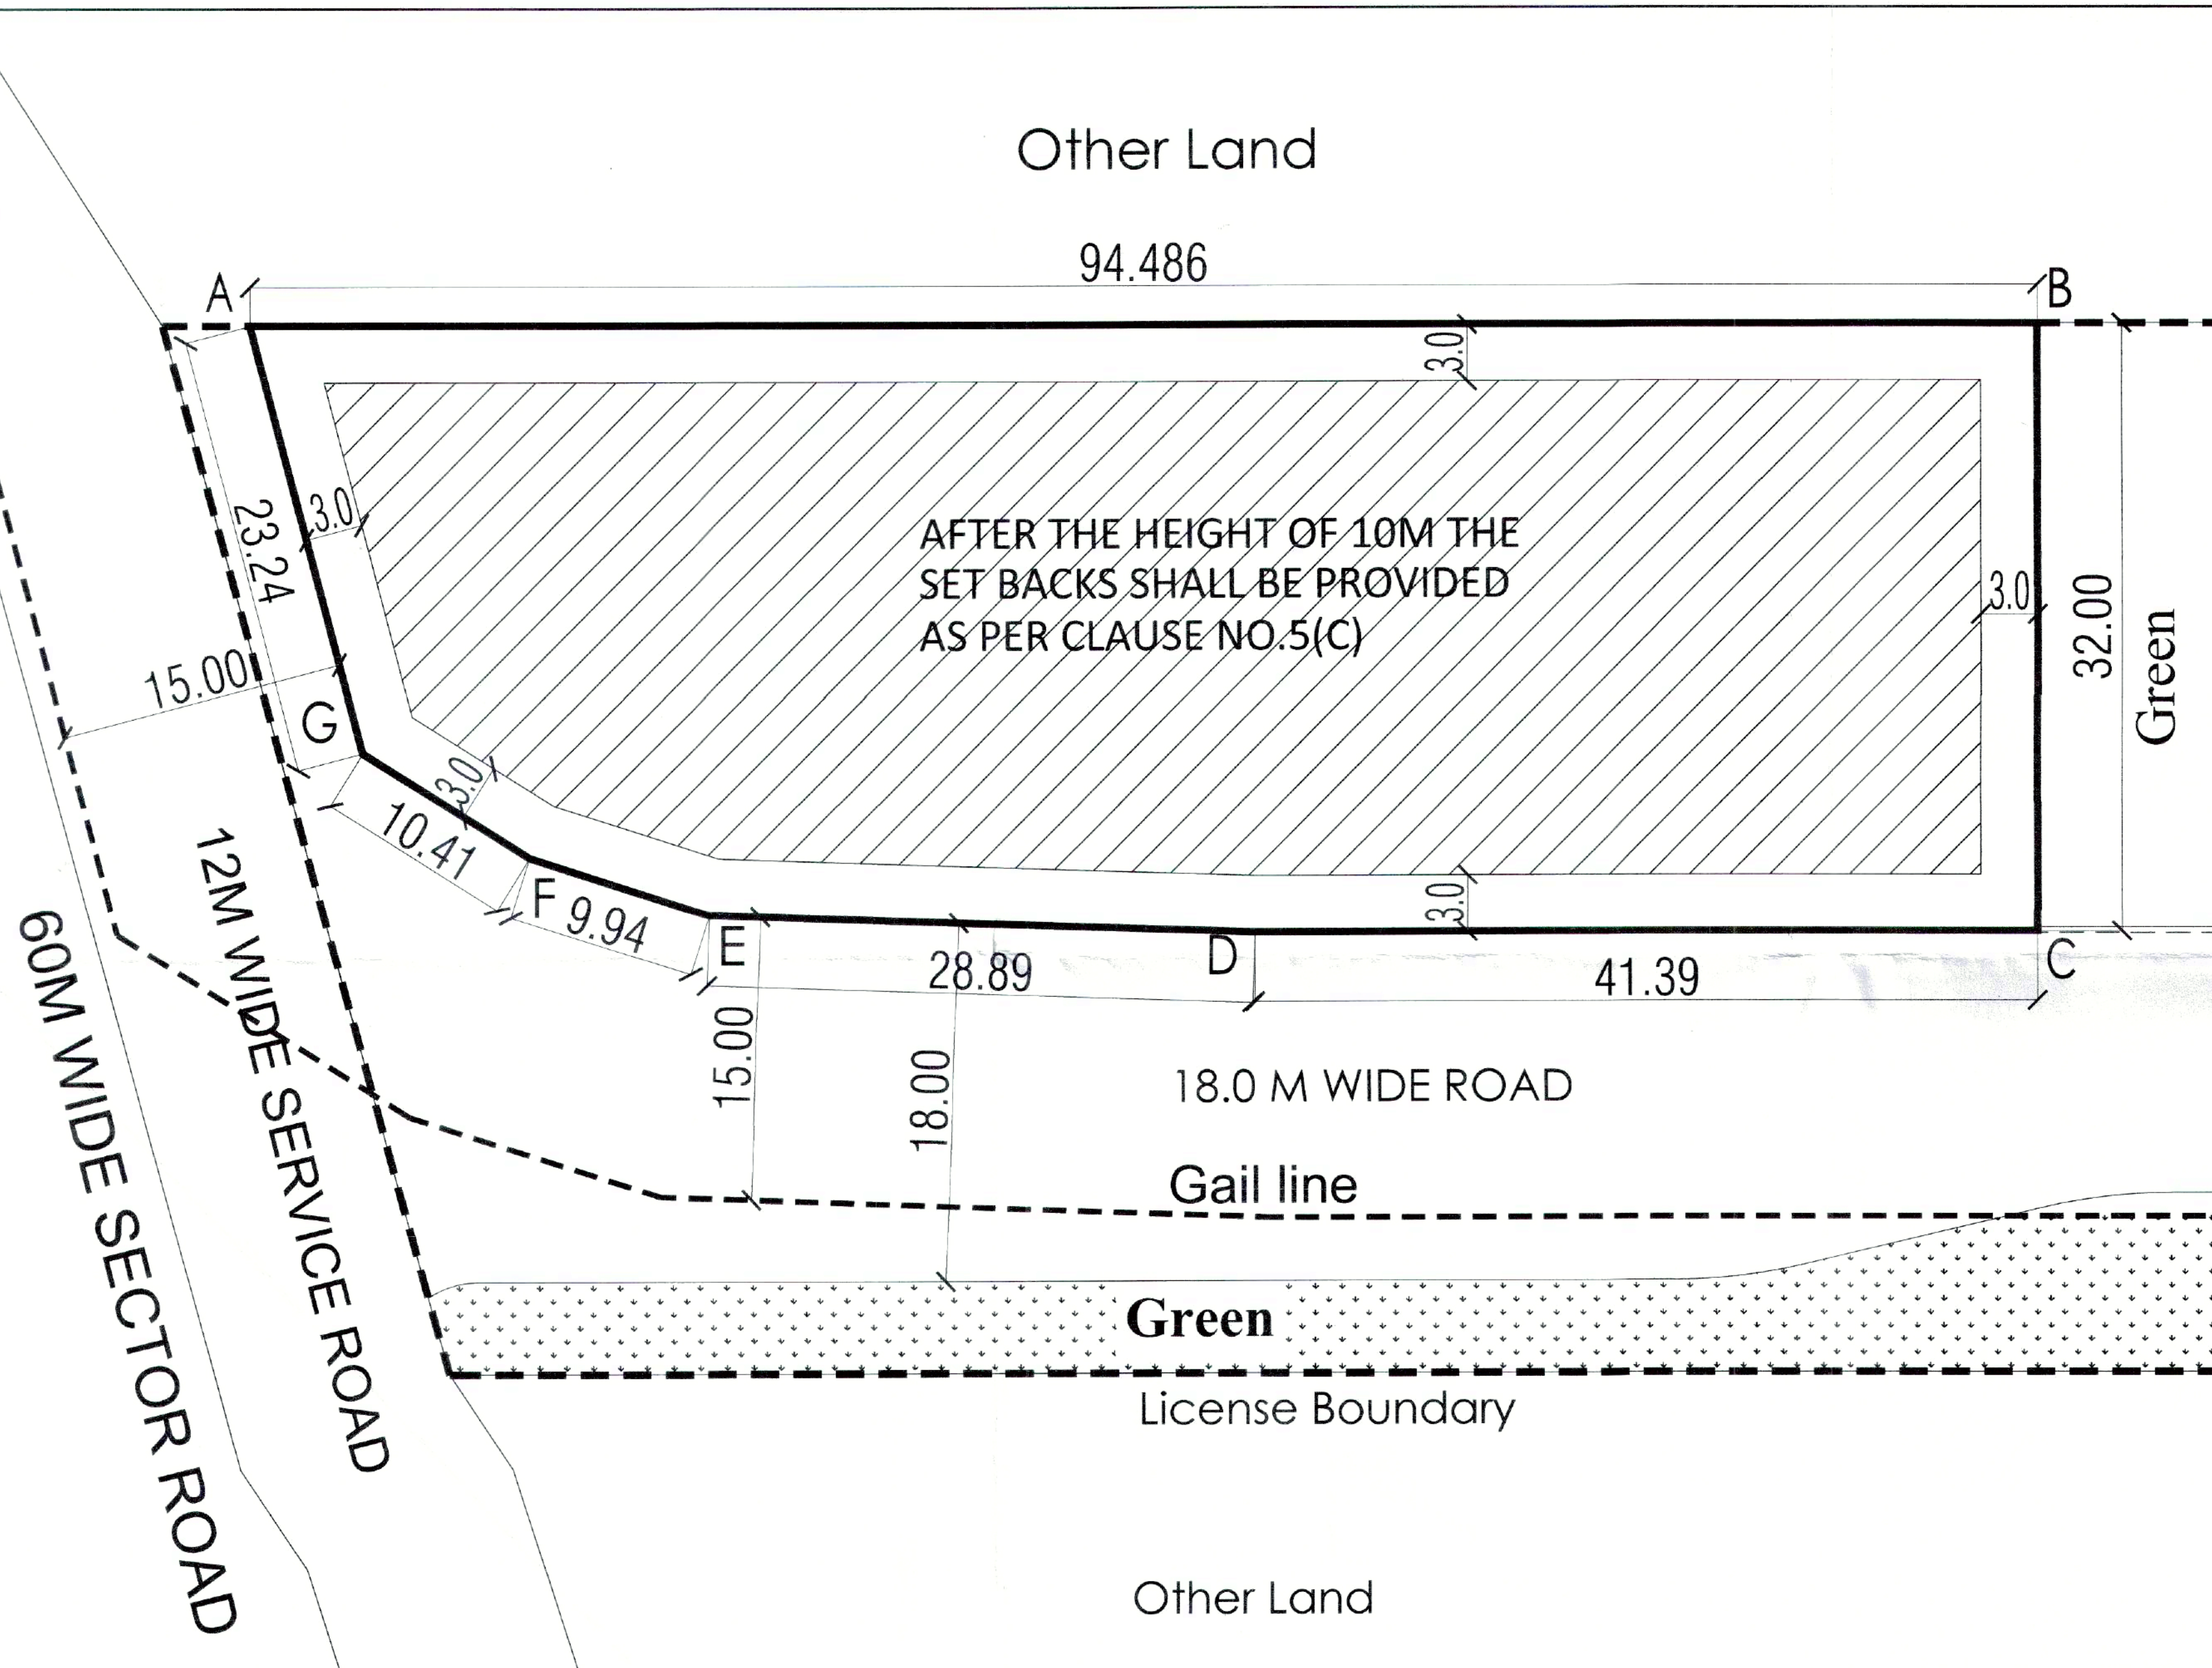 Other Land
94.486
A
B
3.0
3.0
23.24
AFTER THE HEIGHT OF 10M THE
SET BACKS SHALL BE PROVIDED
AS PER CLAUSE NO.5(C)
3.0
32.00
Green
15.00
G
3.0
10.41
F
9.94
E
28.89
D
3.0
41.39
C
15.00
18.00
18.0 M WIDE ROAD
12M WIDE SERVICE ROAD
60M WIDE SECTOR ROAD
Gail line
Green
License Boundary
Other Land